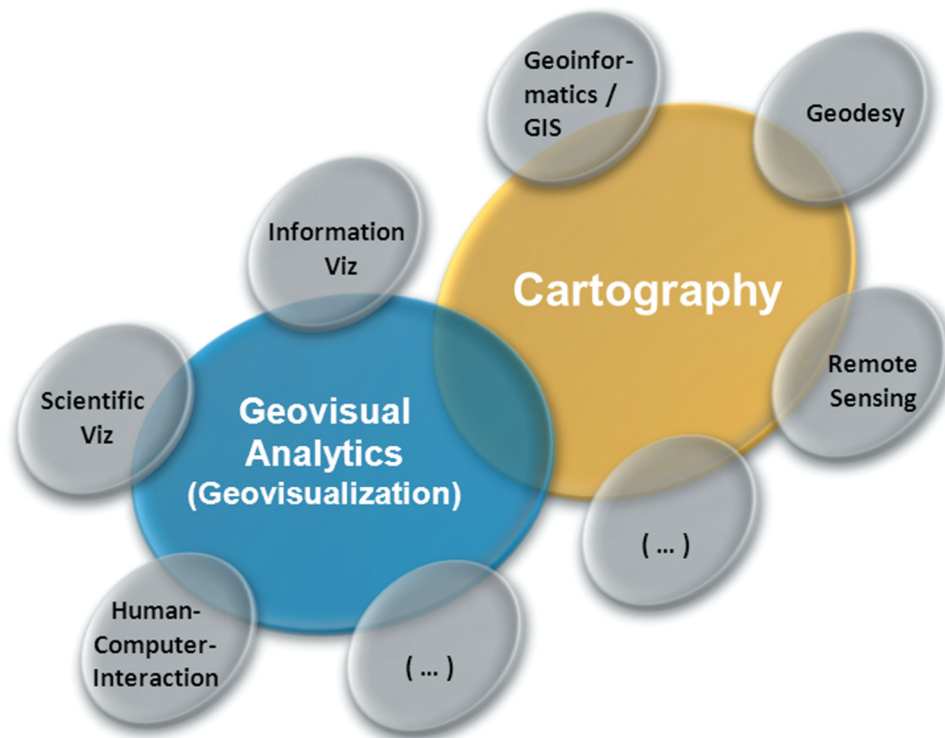 Geoinfor-
matics /
GIS
Geodesy
Information
Viz
Cartography
Remote
Sensing
Scientific
Viz
Geovisual
Analytics
(Geovisualization)
( ... )
Human-
Computer-
Interaction
( ... )